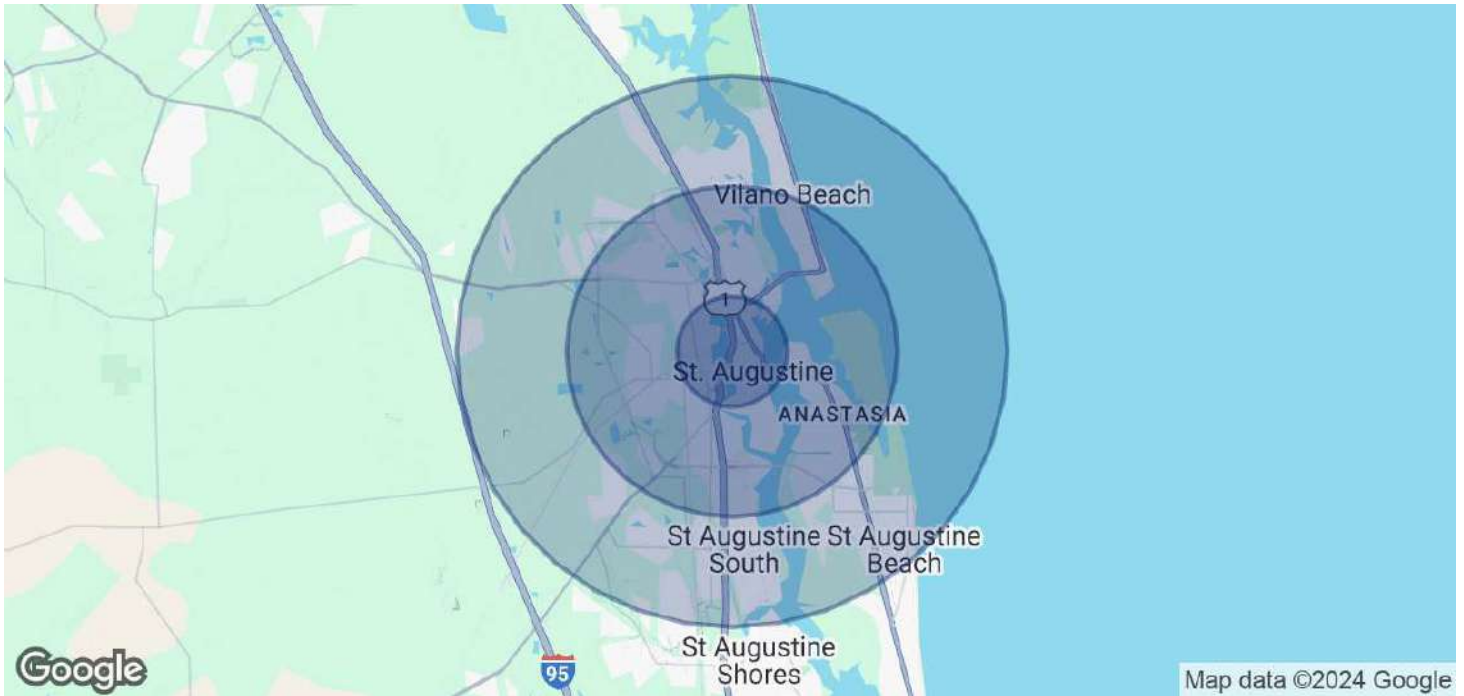 Vilano Beach
1
St. Augustine
ANASTASIA
St Augustine
South
St Augustine
Beach
St Augustine
Shores
95
Google
Map data ©2024 Google